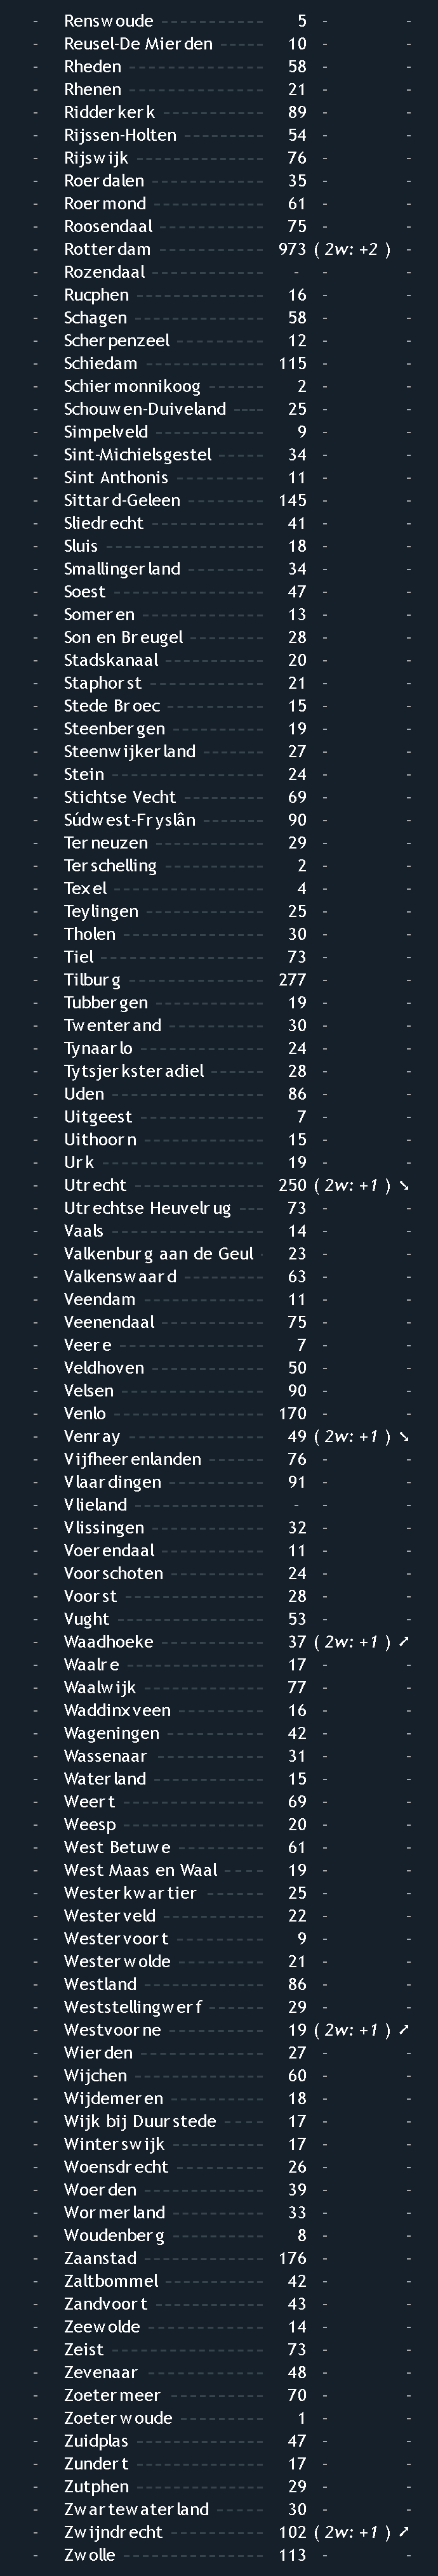 - Renswoude ------- 5 - -
- Reusel-De Mierden ---- 10 - -
- Rheden ---------- 58 - -
- Rhenen ---------- 21 - -
- Ridderkerk ------- 89 - -
- Rijssen-Holten ------ 54 - -
- Rijswijk ---------- 76 - -
- Roerdalen -------- 35 - -
- Roermond -------- 61 - -
- Roosendaal ------- 75 - -
- Rotterdam ------- 973 ( 2w: +2 ) -
- Rozendaal -------- - - -
- Rucphen --------- 16 - -
- Schagen --------- 58 - -
- Scherpenzeel ------ 12 - -
- Schiedam -------- 115 - -
- Schiermonnikoog ---- 2 - -
- Schouwen-Duiveland --- 25 - -
- Simpelveld -------- 9 - -
- Sint-Michielsgestel ---- 34 - -
- Sint Anthonis ------ 11 - -
- Sittard-Geleen ------ 145 - -
- Sliedrecht -------- 41 - -
- Sluis ----------- 18 - -
- Smallingerland ------ 34 - -
- Soest ----------- 47 - -
- Someren --------- 13 - -
- Son en Breugel ------ 28 - -
- Stadskanaal ------- 20 - -
- Staphorst -------- 21 - -
- Stede Broec ------- 15 - -
- Steenbergen ------- 19 - -
- Steenwijkerland ----- 27 - -
- Stein ----------- 24 - -
- Stichtse Vecht ------ 69 - -
- Súdwest-Fryslân ----- 90 - -
- Terneuzen -------- 29 - -
- Terschelling ------- 2 - -
- Texel ----------- 4 - -
- Teylingen -------- 25 - -
- Tholen ---------- 30 - -
- Tiel ------------ 73 - -
- Tilburg ---------- 277 - -
- Tubbergen -------- 19 - -
- Twenterand ------- 30 - -
- Tynaarlo --------- 24 - -
- Tytsjerksteradiel ---- 28 - -
- Uden ----------- 86 - -
- Uitgeest --------- 7 - -
- Uithoorn --------- 15 - -
- Urk ------------ 19 - -
- Utrecht --------- 250 ( 2w: +1 ) ↘
- Utrechtse Heuvelrug --- 73 - -
- Vaals ----------- 14 - -
- Valkenburg aan de Geul - 23 - -
- Valkenswaard ------ 63 - -
- Veendam -------- 11 - -
- Veenendaal ------- 75 - -
- Veere ---------- 7 - -
- Veldhoven -------- 50 - -
- Velsen ---------- 90 - -
- Venlo ----------- 170 - -
- Venray ---------- 49 ( 2w: +1 ) ↘
- Vijfheerenlanden ---- 76 - -
- Vlaardingen ------- 91 - -
- Vlieland --------- - - -
- Vlissingen -------- 32 - -
- Voerendaal ------- 11 - -
- Voorschoten ------- 24 - -
- Voorst ---------- 28 - -
- Vught ----------- 53 - -
- Waadhoeke ------- 37 ( 2w: +1 ) ↗
- Waalre ---------- 17 - -
- Waalwijk --------- 77 - -
- Waddinxveen ------ 16 - -
- Wageningen ------- 42 - -
- Wassenaar -------- 31 - -
- Waterland -------- 15 - -
- Weert ---------- 69 - -
- Weesp ---------- 20 - -
- West Betuwe ------ 61 - -
- West Maas en Waal ---- 19 - -
- Westerkwartier ----- 25 - -
- Westerveld ------- 22 - -
- Westervoort ------- 9 - -
- Westerwolde ------ 21 - -
- Westland --------- 86 - -
- Weststellingwerf ---- 29 - -
- Westvoorne ------- 19 ( 2w: +1 ) ↗
- Wierden --------- 27 - -
- Wijchen --------- 60 - -
- Wijdemeren ------- 18 - -
- Wijk bij Duurstede ---- 17 - -
- Winterswijk ------- 17 - -
- Woensdrecht ------ 26 - -
- Woerden --------- 39 - -
- Wormerland ------- 33 - -
- Woudenberg ------- 8 - -
- Zaanstad --------- 176 - -
- Zaltbommel ------- 42 - -
- Zandvoort -------- 43 - -
- Zeewolde -------- 14 - -
- Zeist ----------- 73 - -
- Zevenaar -------- 48 - -
- Zoetermeer ------- 70 - -
- Zoeterwoude ------ 1 - -
- Zuidplas --------- 47 - -
- Zundert --------- 17 - -
- Zutphen --------- 29 - -
- Zwartewaterland ---- 30 - -
- Zwijndrecht ------- 102 ( 2w: +1 ) ↗
- Zwolle ---------- 113 - -